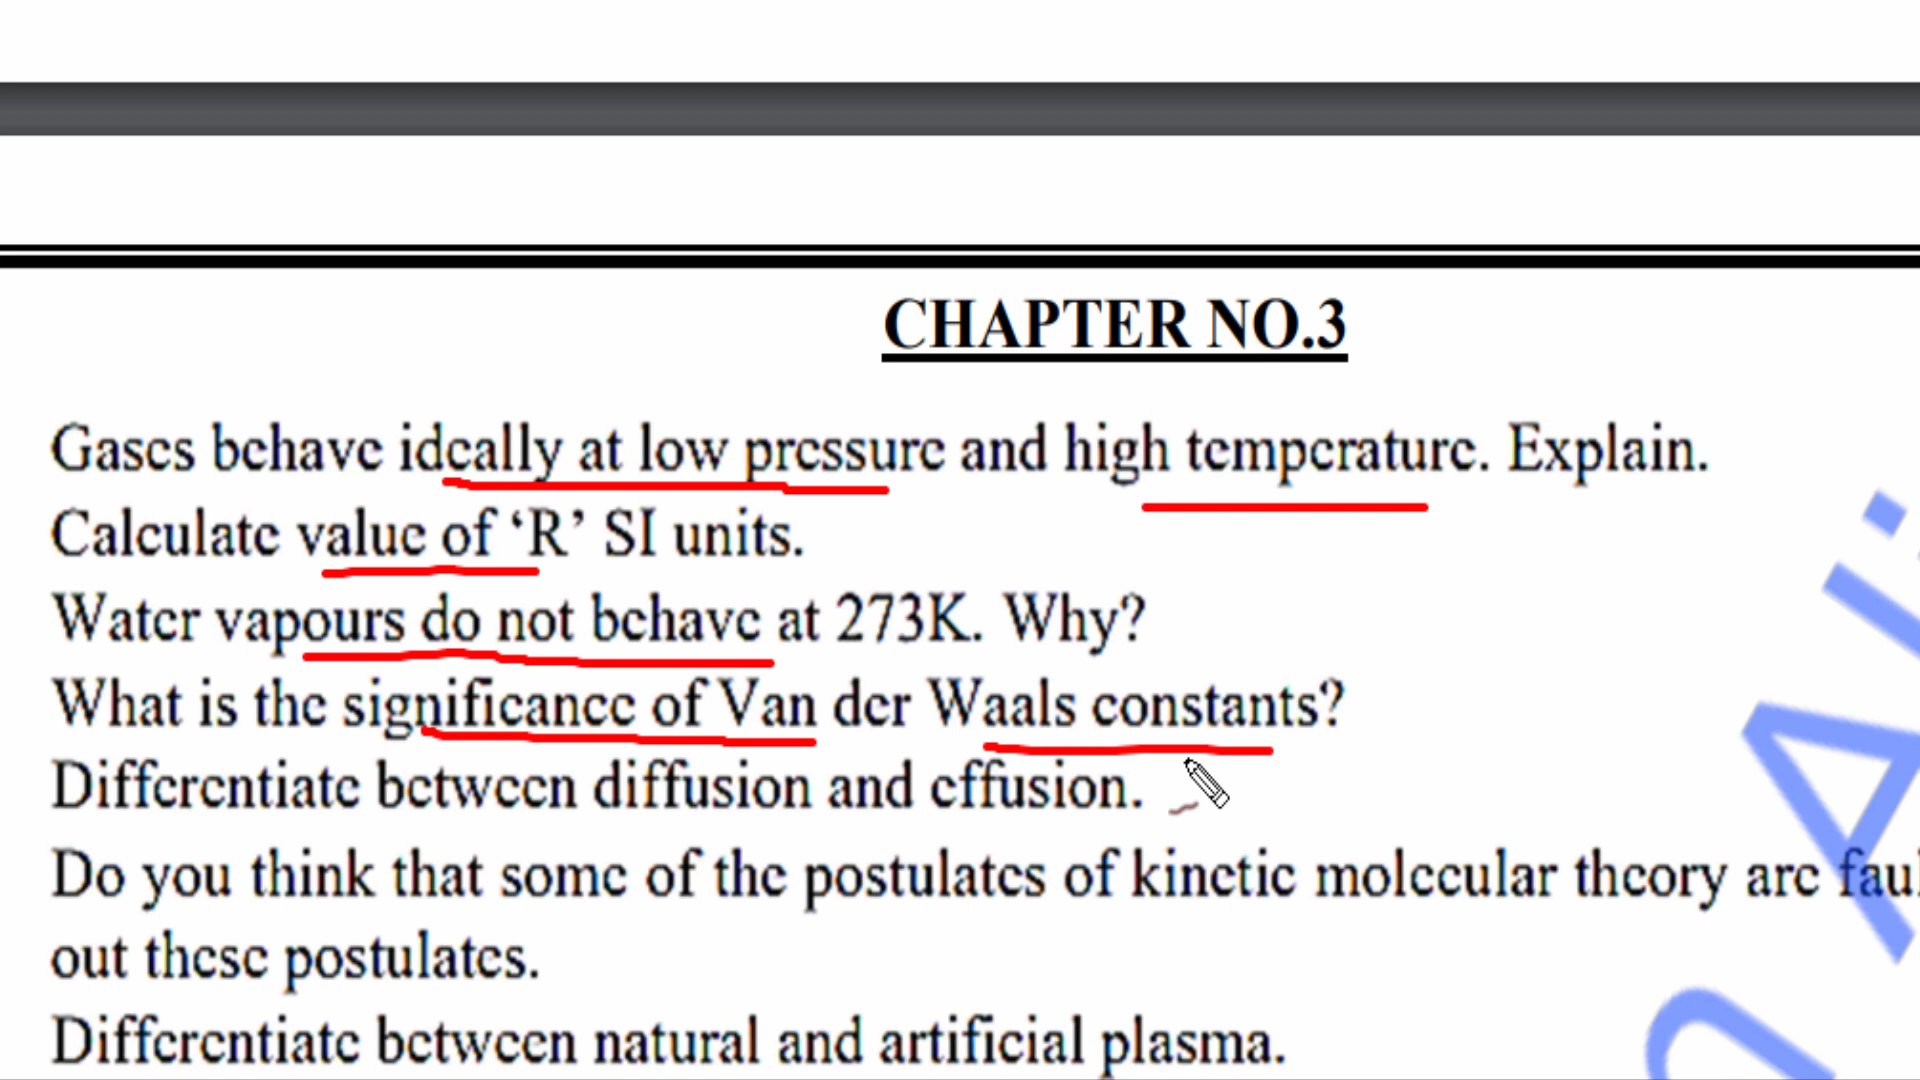 CHAPTER NO.3
Gases behave ideally at low pressure and high temperature. Explain.
Calculate value of ‘R’ SI units.
Water vapours do not behave at 273K. Why?
What is the significance of Van der Waals constants?
Differentiate between diffusion and effusion.
Do you think that some of the postulates of kinetic molecular theory are
out these postulates.
Differentiate between natural and artificial plasma.